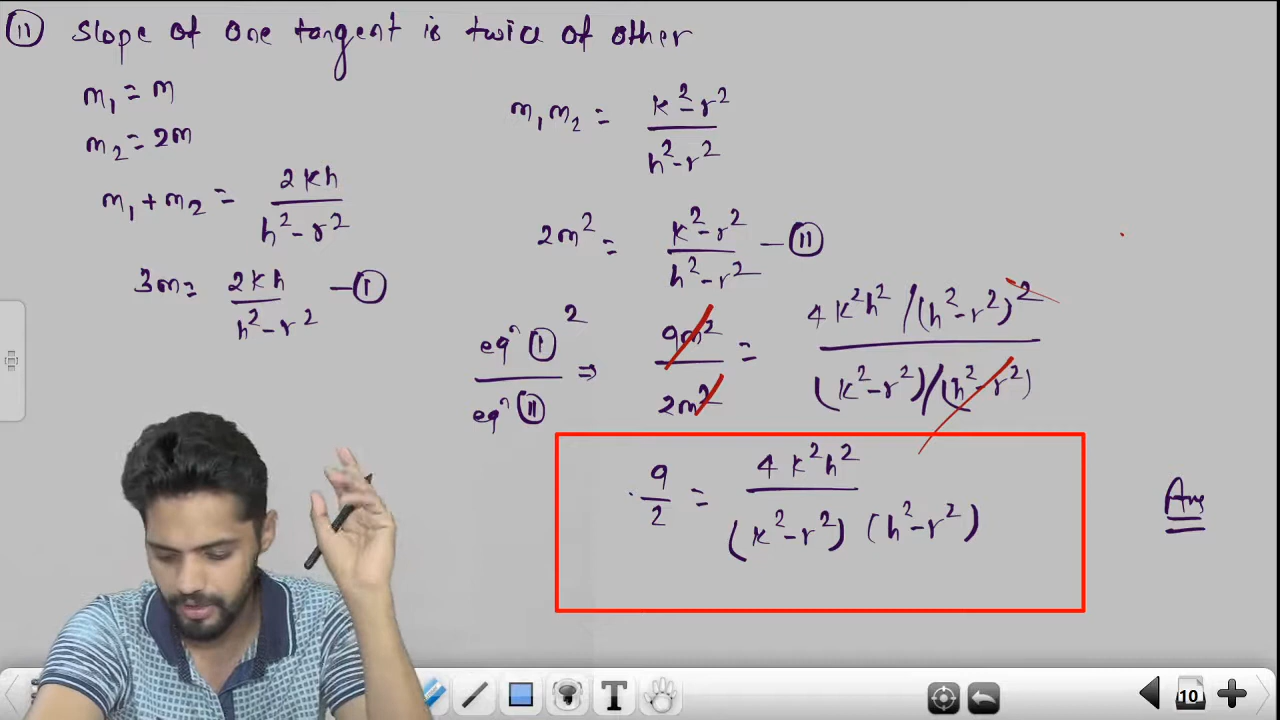 (II) Slope of one tangent is twice of other
m₁ = m
m₂ = 2m
m₁ + m₂ = 2kh / (h² - r²)
3m = 2kh / (h² - r²) — (I)
m₁m₂ = (k² - r²) / (h² - r²)
2m² = (k² - r²) / (h² - r²) — (II)
eqⁿ (I)² / eqⁿ (II) ⇒ 9m² / 2m² = 4k²h² / (h² - r²)² / (k² - r²) / (h² - r²)
9/2 = 4k²h² / (k² - r²) (h² - r²)
Ans
T
10